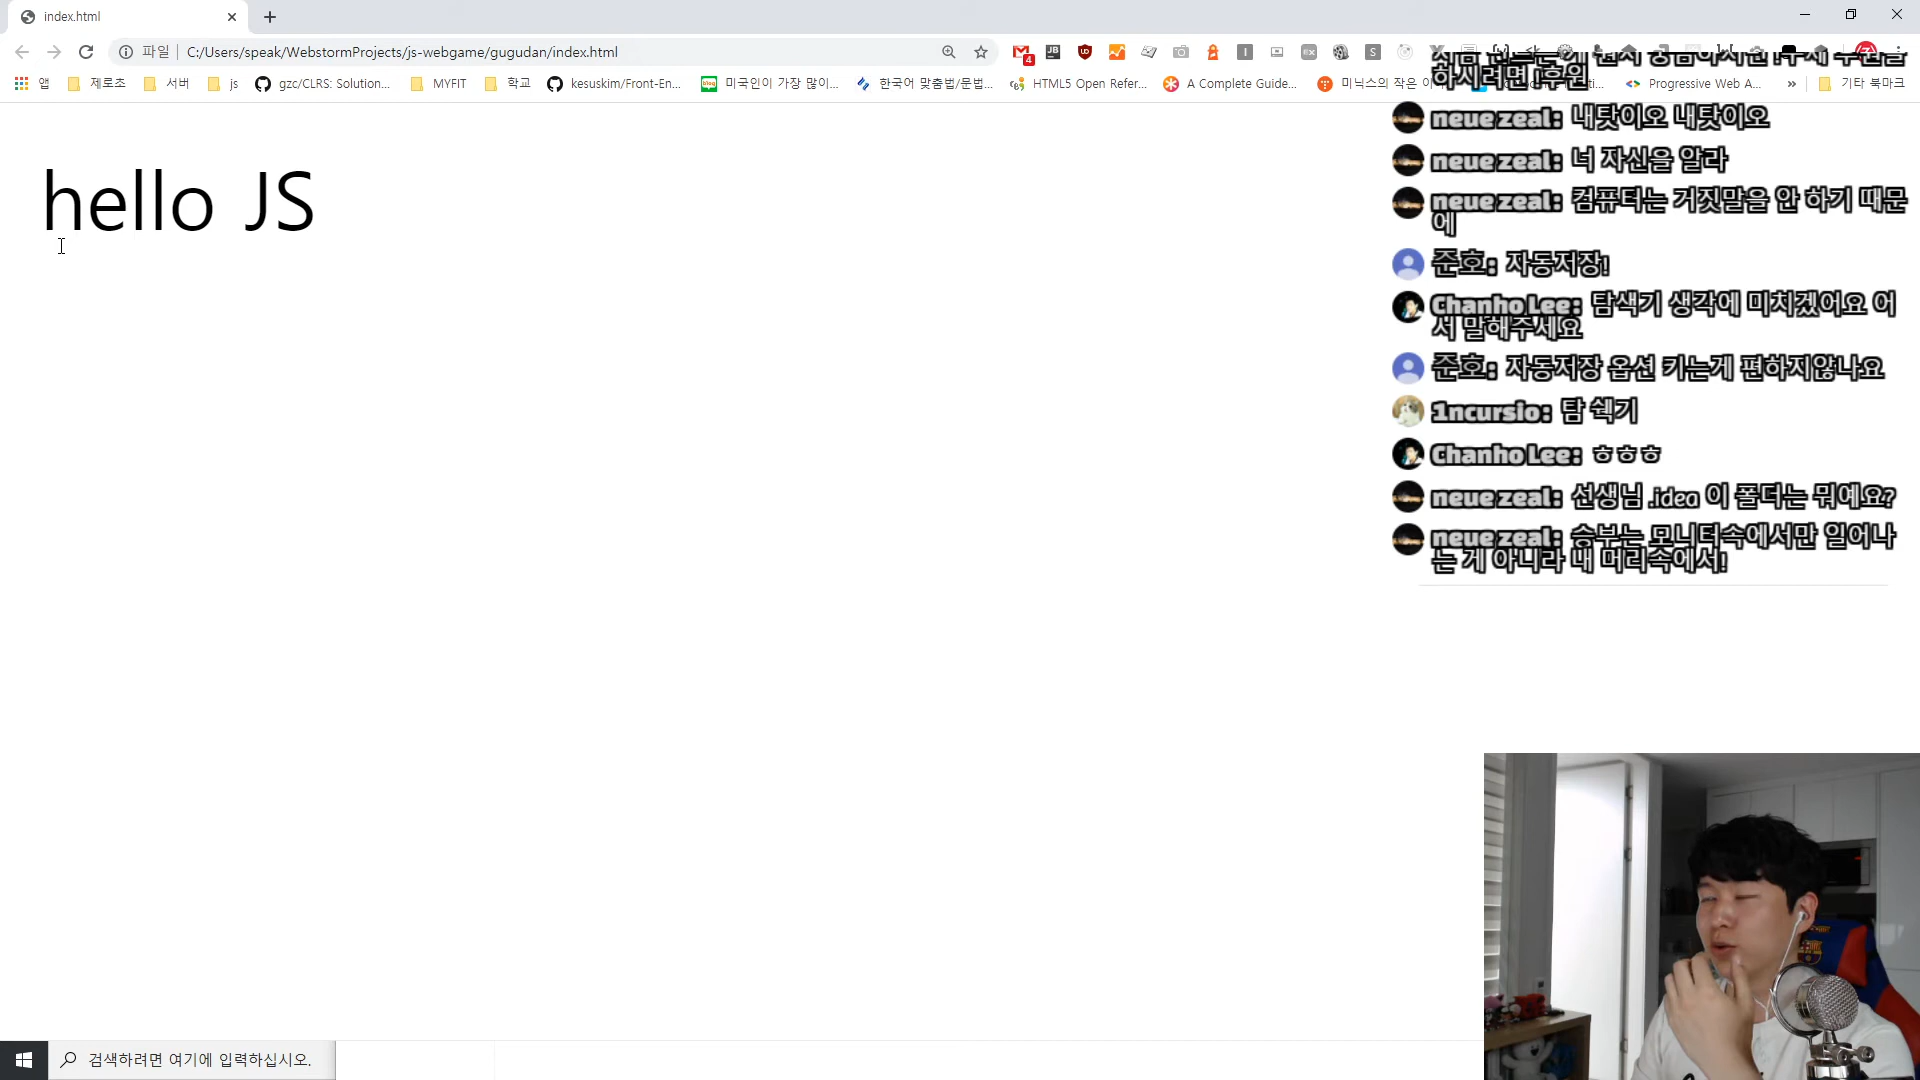 index.html
파일
C:/Users/speak/WebstormProjects/js-webgame/gugudan/index.html
4
앱
제로초
서버
js
gzc/CLRS: Solution...
MYFIT
학교
kesuskim/Front-En...
미국인이 가장 많이...
한국어 맞춤법/문법...
HTML5 Open Refer...
A Complete Guide...
미닉스의 작은
Progressive Web A...
»
기타 북마크
하시려면 !후원
neue zeal: 내탓이오 내탓이오
neue zeal: 너 자신을 알라
neue zeal: 컴퓨터는 거짓말을 안 하기 때문
에
준호: 자동저장!
Chanho Lee: 탐색기 생각에 미치겠어요 어
서 말해주세요
준호: 자동저장 옵션 키는게 편하지않나요
1ncursio: 탐 쉑기
Chanho Lee: ㅎㅎㅎ
neue zeal: 선생님 .idea 이 폴더는 뭐예요?
neue zeal: 승부는 모니터속에서만 일어나
는 게 아니라 내 머리속에서!
hello JS
검색하려면 여기에 입력하십시오.